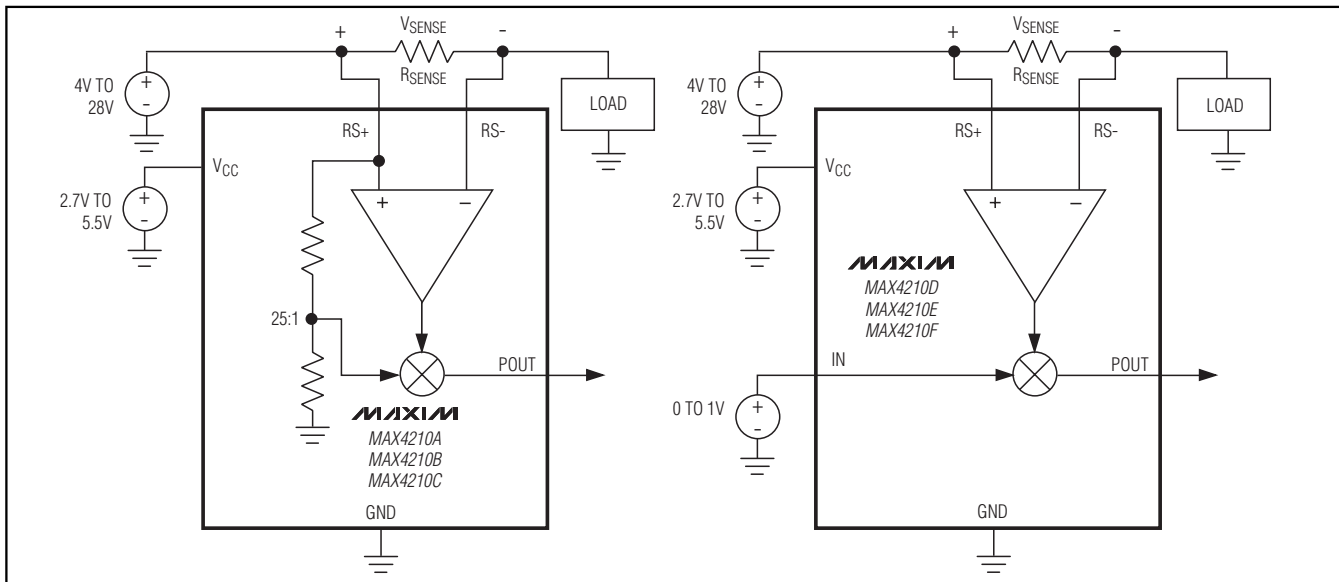 +
VSENSE
-
RSENSE
4V TO
28V
+
-
LOAD
RS+
RS-
VCC
2.7V TO
5.5V
+
-
+
−
25:1
POUT
MAXIM
MAX4210A
MAX4210B
MAX4210C
GND
+
VSENSE
-
RSENSE
4V TO
28V
+
-
LOAD
RS+
RS-
VCC
2.7V TO
5.5V
+
-
+
−
MAXIM
MAX4210D
MAX4210E
MAX4210F
IN
POUT
0 TO 1V
+
-
GND